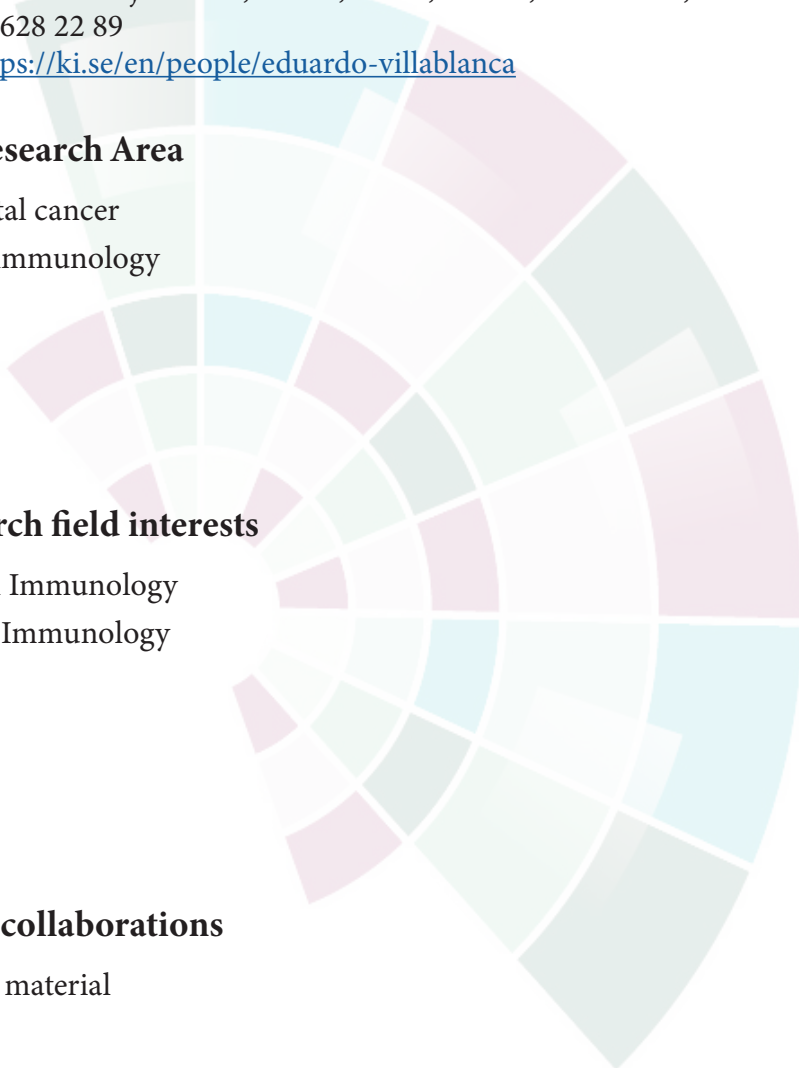 628 22 89
ps://ki.se/en/people/eduardo-villablanca
esearch Area
tal cancer
mmunology
rch field interests
Immunology
Immunology
collaborations
material